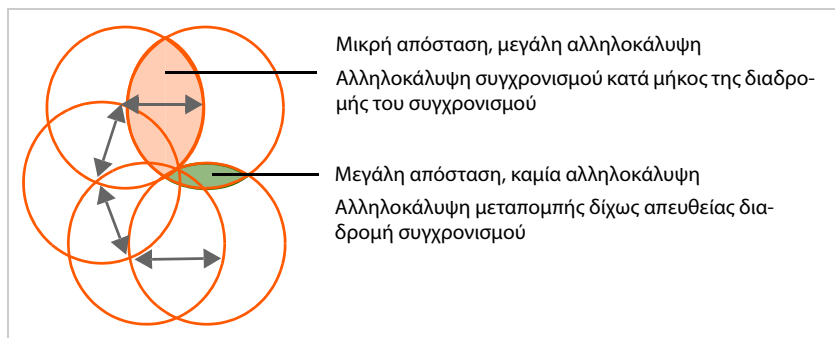 Μικρή απόσταση, μεγάλη αλληλοκάλυψη
Αλληλοκάλυψη συγχρονισμού κατά μήκος της διαδρο-
μής του συγχρονισμού
Μεγάλη απόσταση, καμία αλληλοκάλυψη
Αλληλοκάλυψη μεταπομπής δίχως απευθείας δια-
δρομή συγχρονισμού